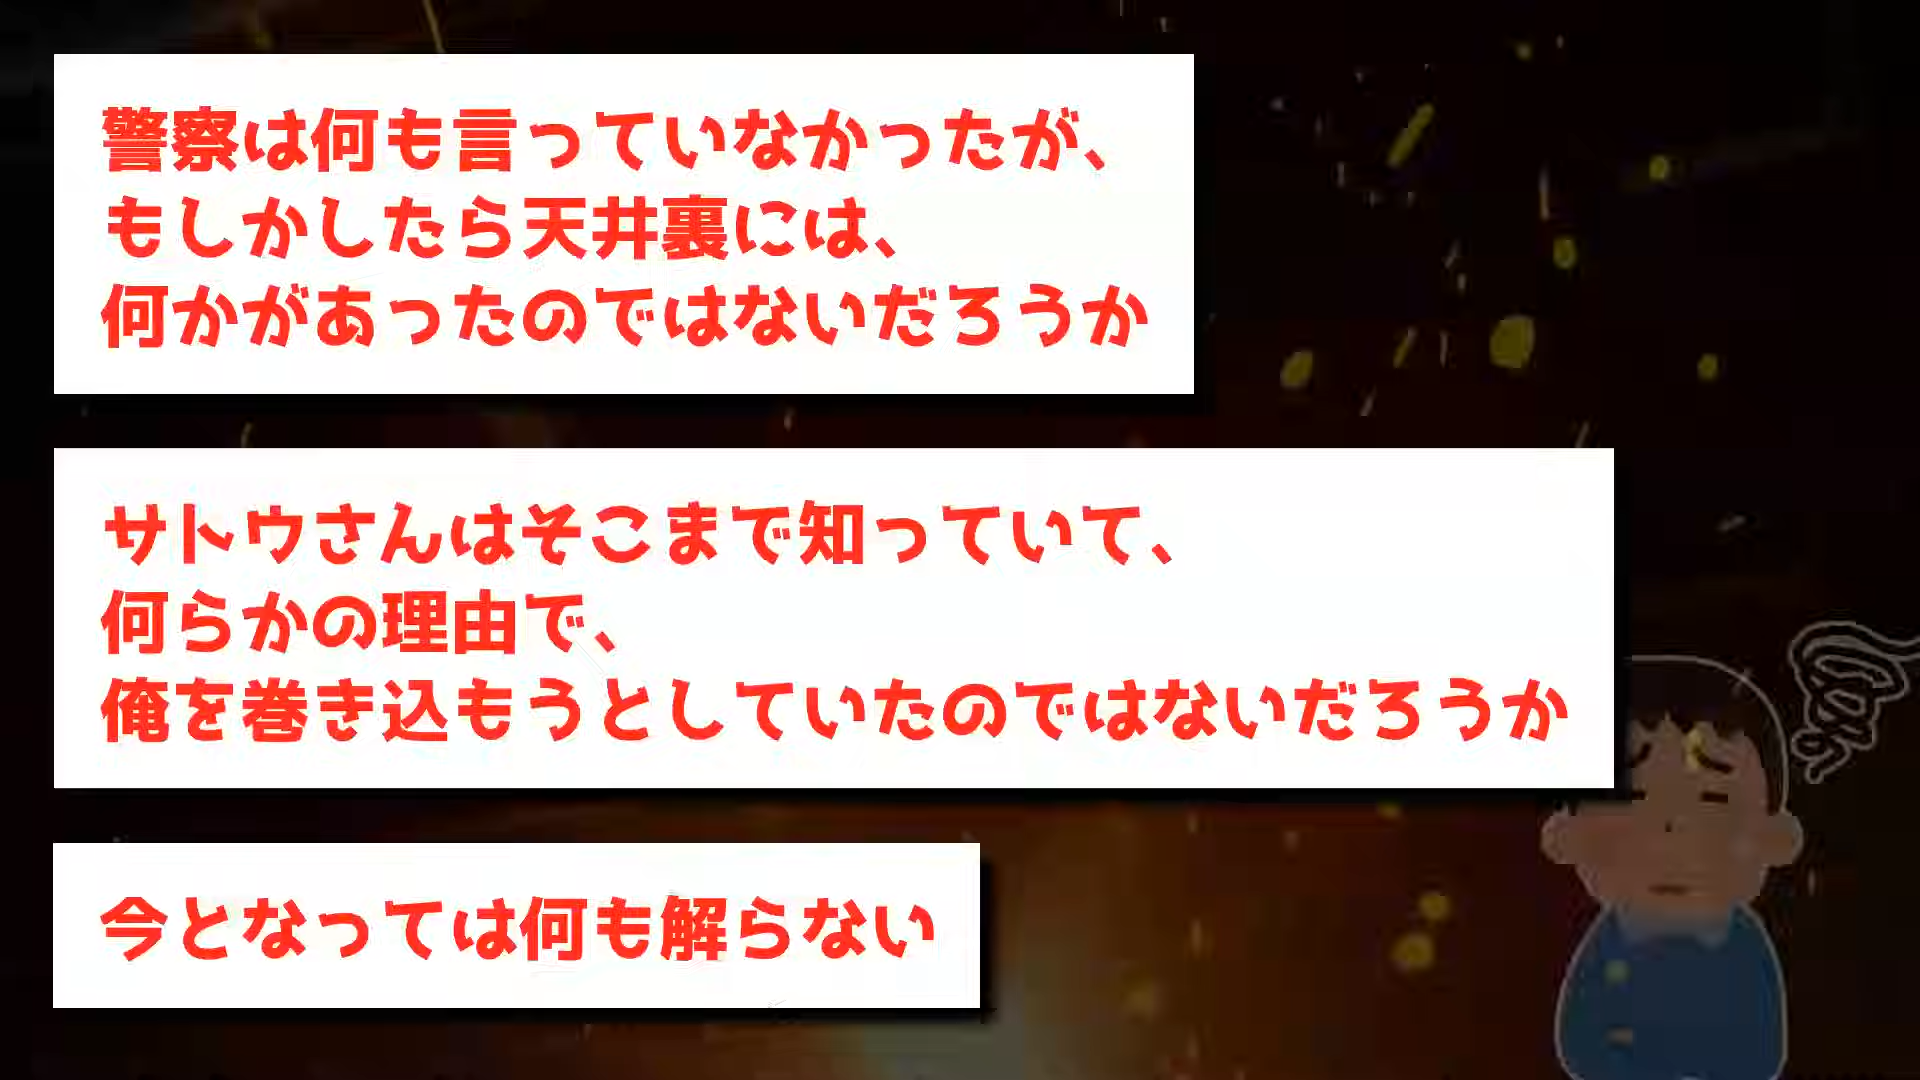 警察は何も言っていなかったが、
もしかしたら天井裏には、
何かがあったのではないだろうか
サトウさんはそこまで知っていて、
何らかの理由で、
俺を巻き込もうとしていたのではないだろうか
今となっては何も解らない